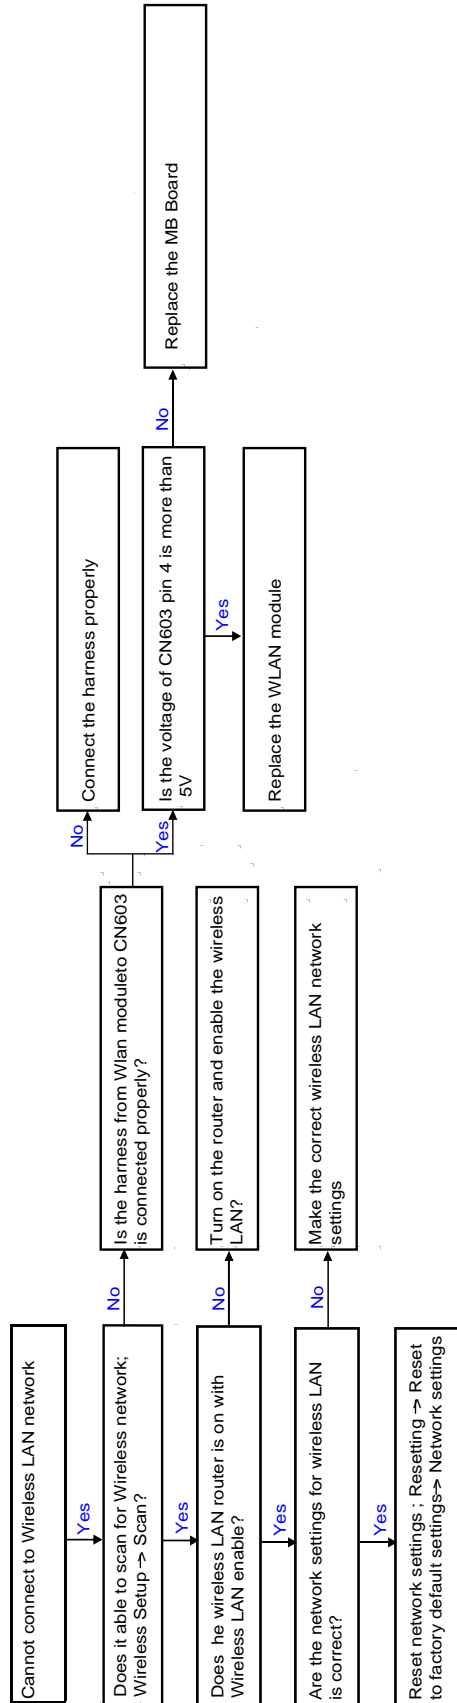 Cannot connect to Wireless LAN network
Yes
Does it able to scan for Wireless network;
Wireless Setup -> Scan?
No
Is the harness from Wlan moduleto CN603
is connected properly?
No
Connect the harness properly
Yes
Is the voltage of CN603 pin 4 is more than
5V
No
Replace the MB Board
Yes
Replace the WLAN module
Yes
Does he wireless LAN router is on with
Wireless LAN enable?
No
Turn on the router and enable the wireless
LAN?
Yes
Are the network settings for wireless LAN
is correct?
No
Make the correct wireless LAN network
settings
Yes
Reset network settings ; Resetting -> Reset
to factory default settings-> Network settings